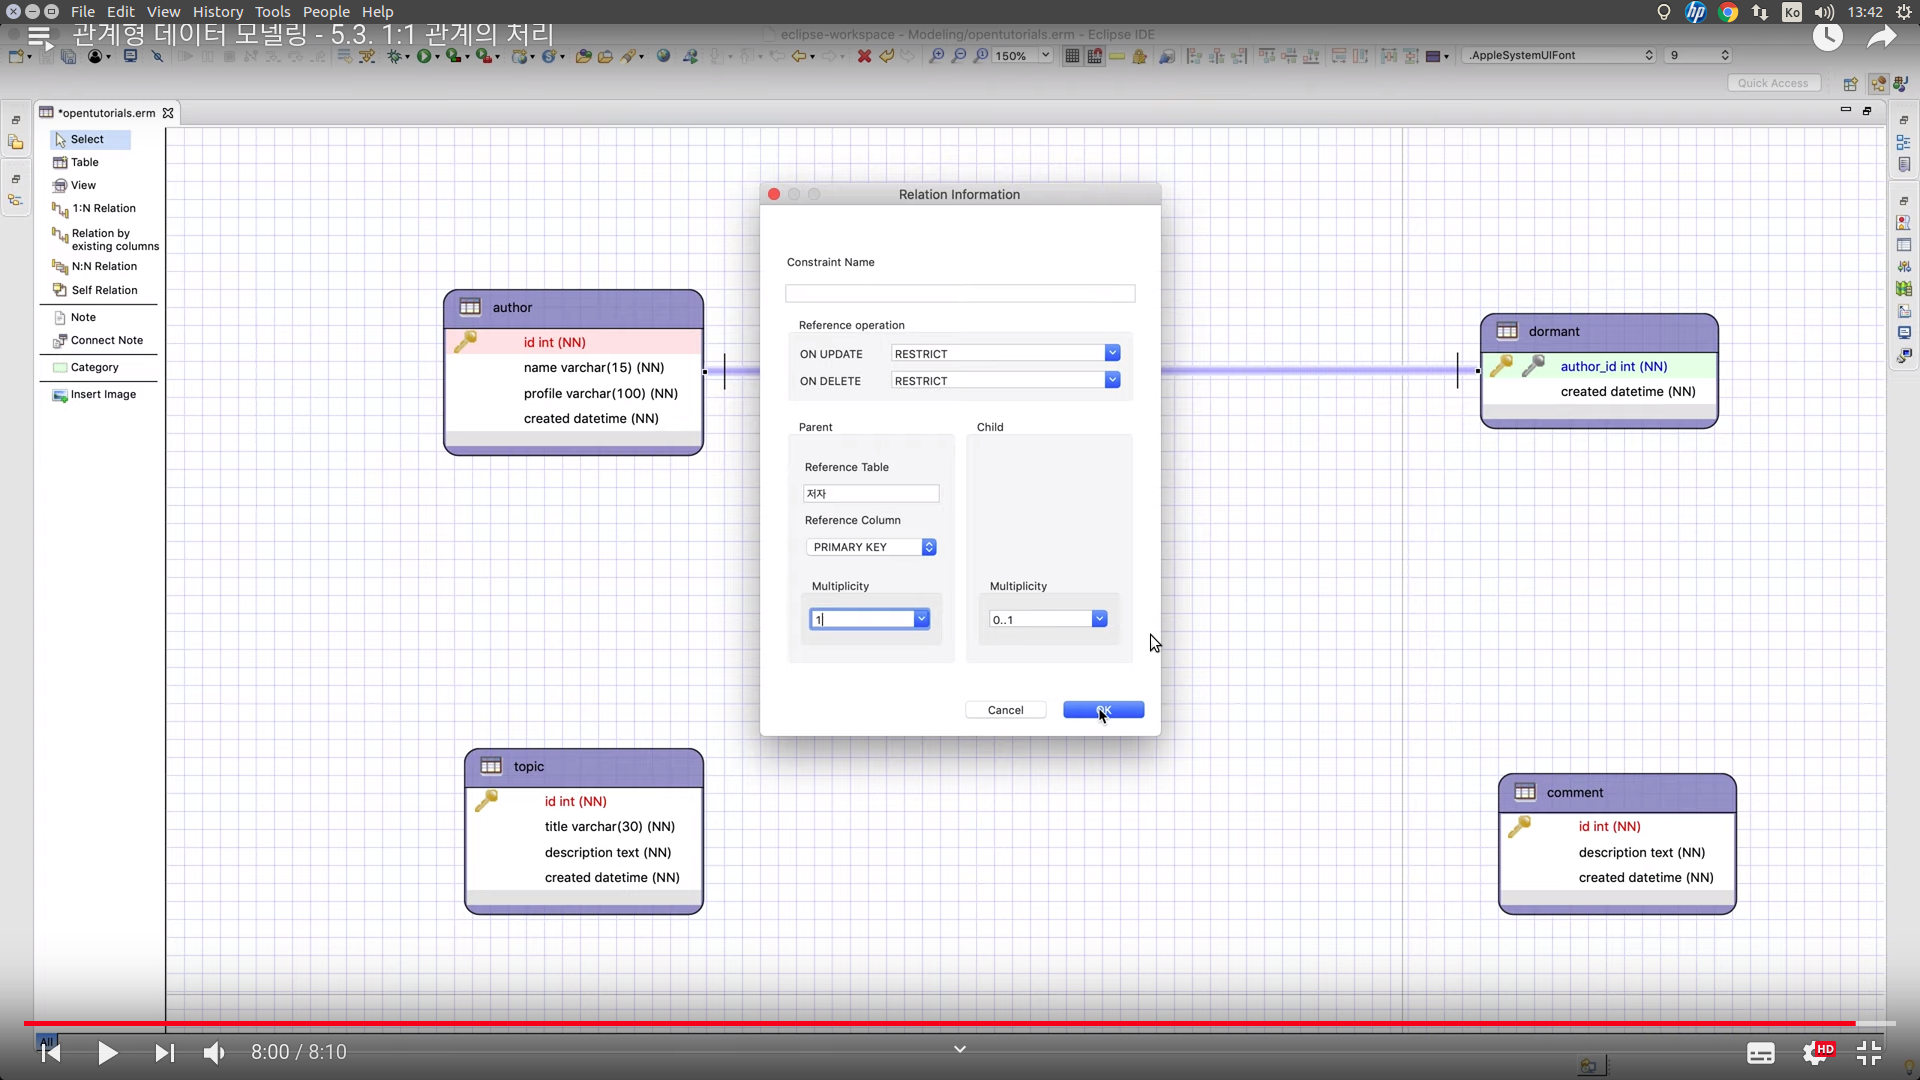 File Edit View History Tools People Help
Ko
13:42
관계형 데이터 모델링 - 5.3. 1:1 관계의 처리
eclipse-workspace - Modeling/opentutorials.erm - Eclipse IDE
150%
.AppleSystemUIFont
9
Quick Access
*opentutorials.erm
Select
Table
View
1:N Relation
Relation by
existing columns
N:N Relation
Self Relation
Note
Connect Note
Category
Insert Image
author
id int (NN)
name varchar(15) (NN)
profile varchar(100) (NN)
created datetime (NN)
Relation Information
Constraint Name
Reference operation
ON UPDATE
RESTRICT
ON DELETE
RESTRICT
Parent
Child
Reference Table
저자
Reference Column
PRIMARY KEY
Multiplicity
Multiplicity
1
0..1
Cancel
OK
dormant
author_id int (NN)
created datetime (NN)
topic
id int (NN)
title varchar(30) (NN)
description text (NN)
created datetime (NN)
comment
id int (NN)
description text (NN)
created datetime (NN)
All
8:00 / 8:10
HD
hp